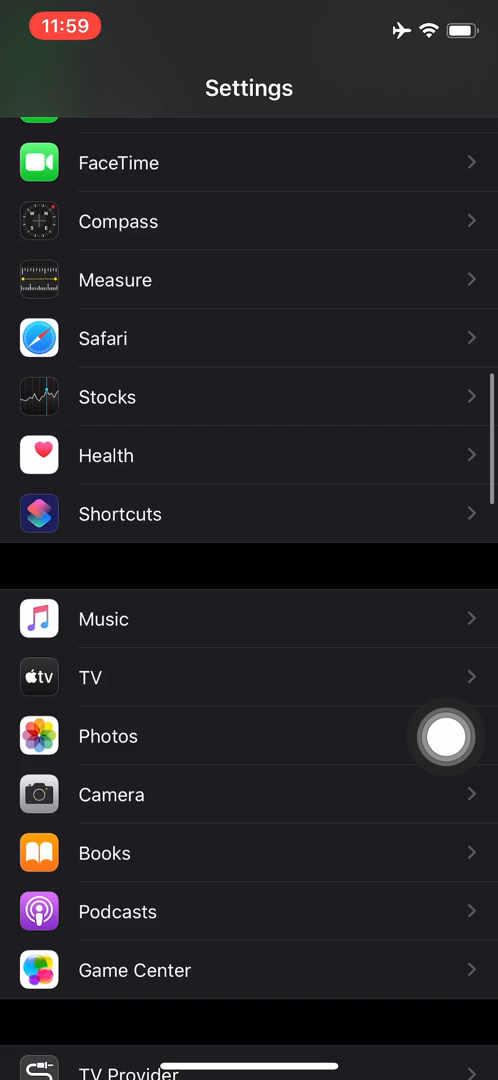 11:59
Settings
FaceTime
Compass
Measure
Safari
Stocks
Health
Shortcuts
Music
tv
TV
Photos
Camera
Books
Podcasts
Game Center
TV Provider